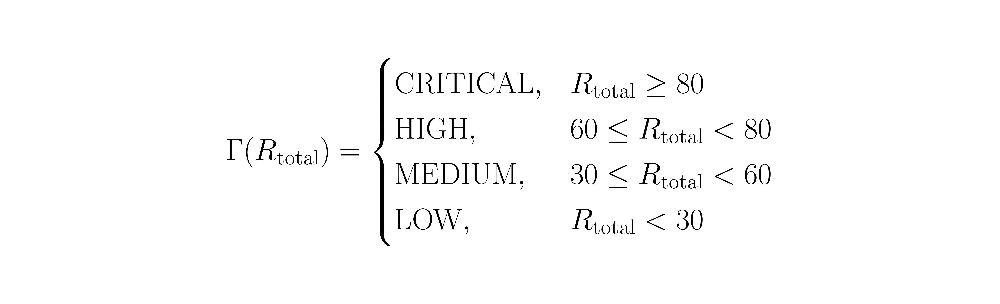 Γ(R_total) =
CRITICAL, R_total ≥ 80
HIGH, 60 ≤ R_total < 80
MEDIUM, 30 ≤ R_total < 60
LOW, R_total < 30